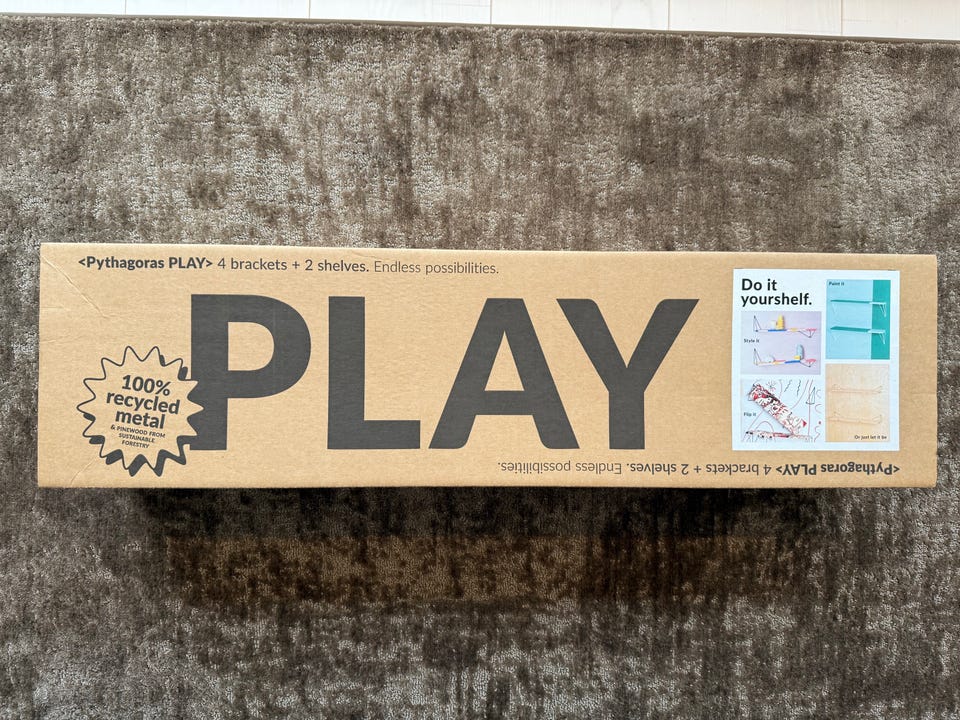 <Pythagoras PLAY> 4 brackets + 2 shelves. Endless possibilities.
PLAY
100%
recycled
metal
& PINEWOOD FROM
SUSTAINABLE
FORESTRY
Do it
yourshelf.
Paint it
Style it
Flip it
Or just let it be
<Pythagoras PLAY> 4 brackets + 2 shelves. Endless possibilities.